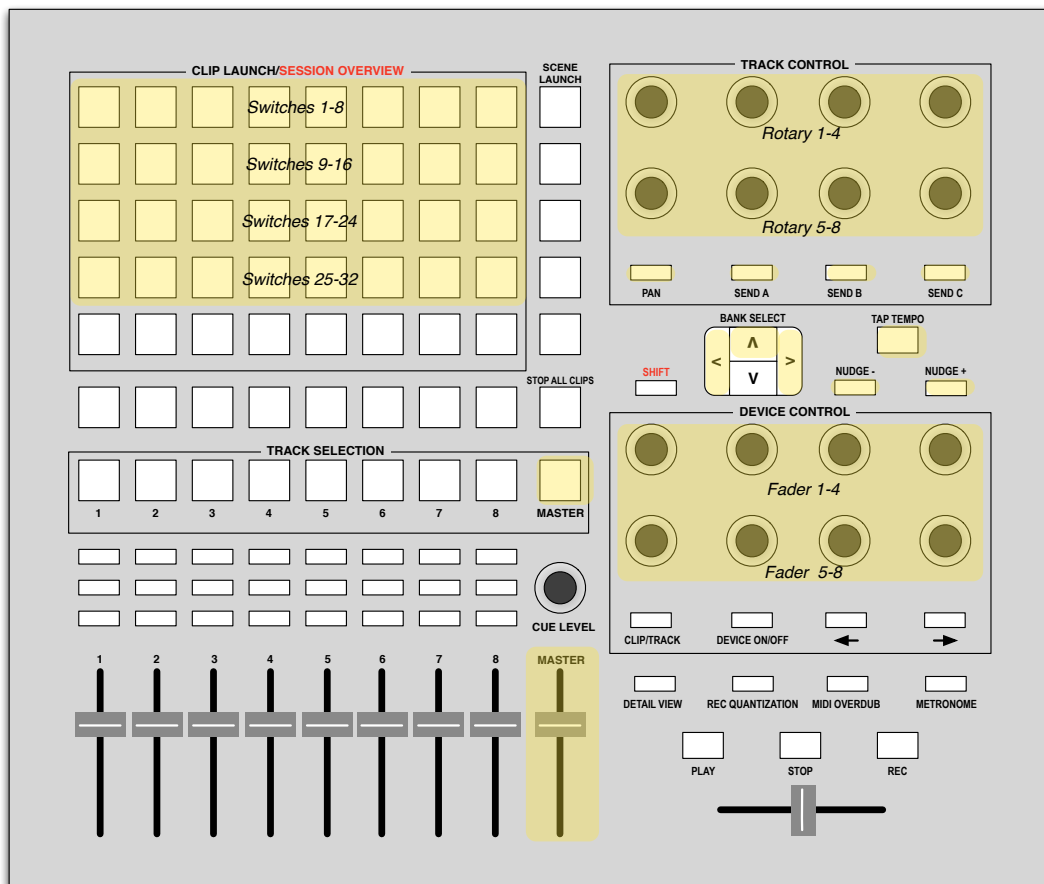 CLIP LAUNCH/SESSION OVERVIEW
SCENE
LAUNCH
Switches 1-8
Switches 9-16
Switches 17-24
Switches 25-32
STOP ALL CLIPS
TRACK SELECTION
1 2 3 4 5 6 7 8 MASTER
CUE LEVEL
1 2 3 4 5 6 7 8 MASTER
TRACK CONTROL
Rotary 1-4
Rotary 5-8
PAN SEND A SEND B SEND C
BANK SELECT
TAP TEMPO
< Λ V >
SHIFT
NUDGE - NUDGE +
DEVICE CONTROL
Fader 1-4
Fader 5-8
CLIP/TRACK DEVICE ON/OFF
DETAIL VIEW REC QUANTIZATION MIDI OVERDUB METRONOME
PLAY STOP REC